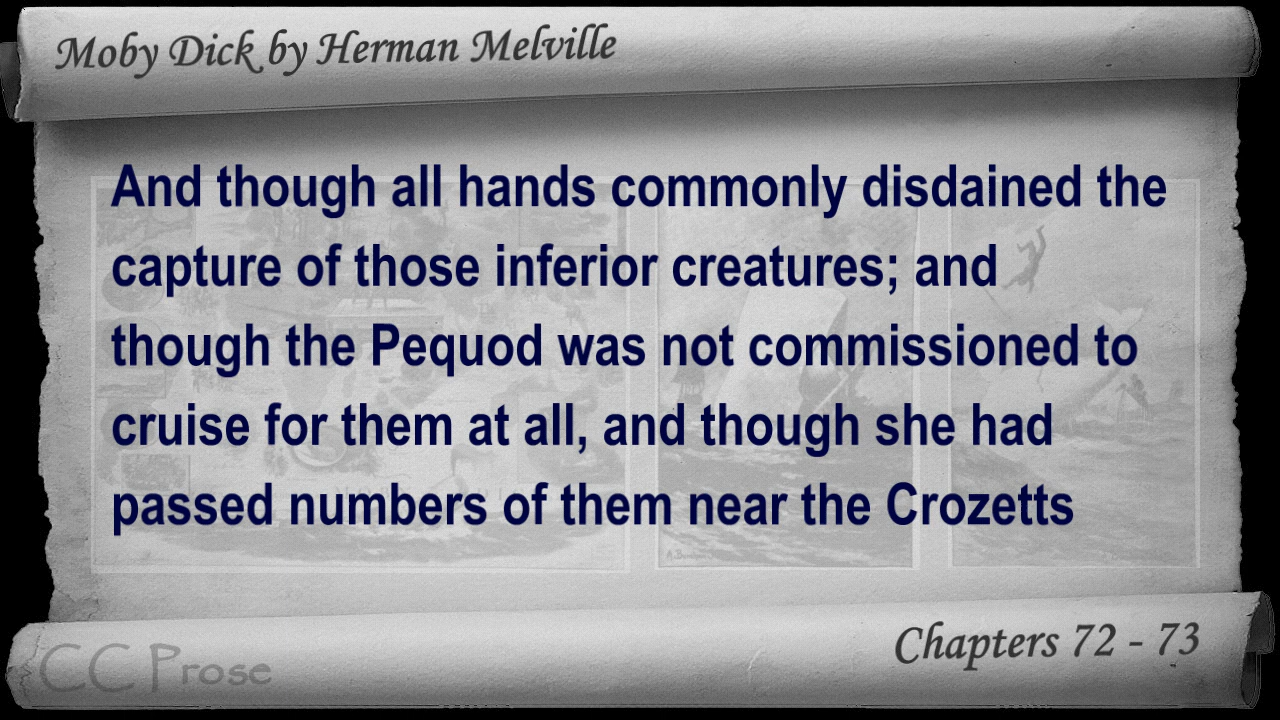 Moby Dick by Herman Melville
And though all hands commonly disdained the
capture of those inferior creatures; and
though the Pequod was not commissioned to
cruise for them at all, and though she had
passed numbers of them near the Crozetts
Chapters 72 - 73
CC Prose